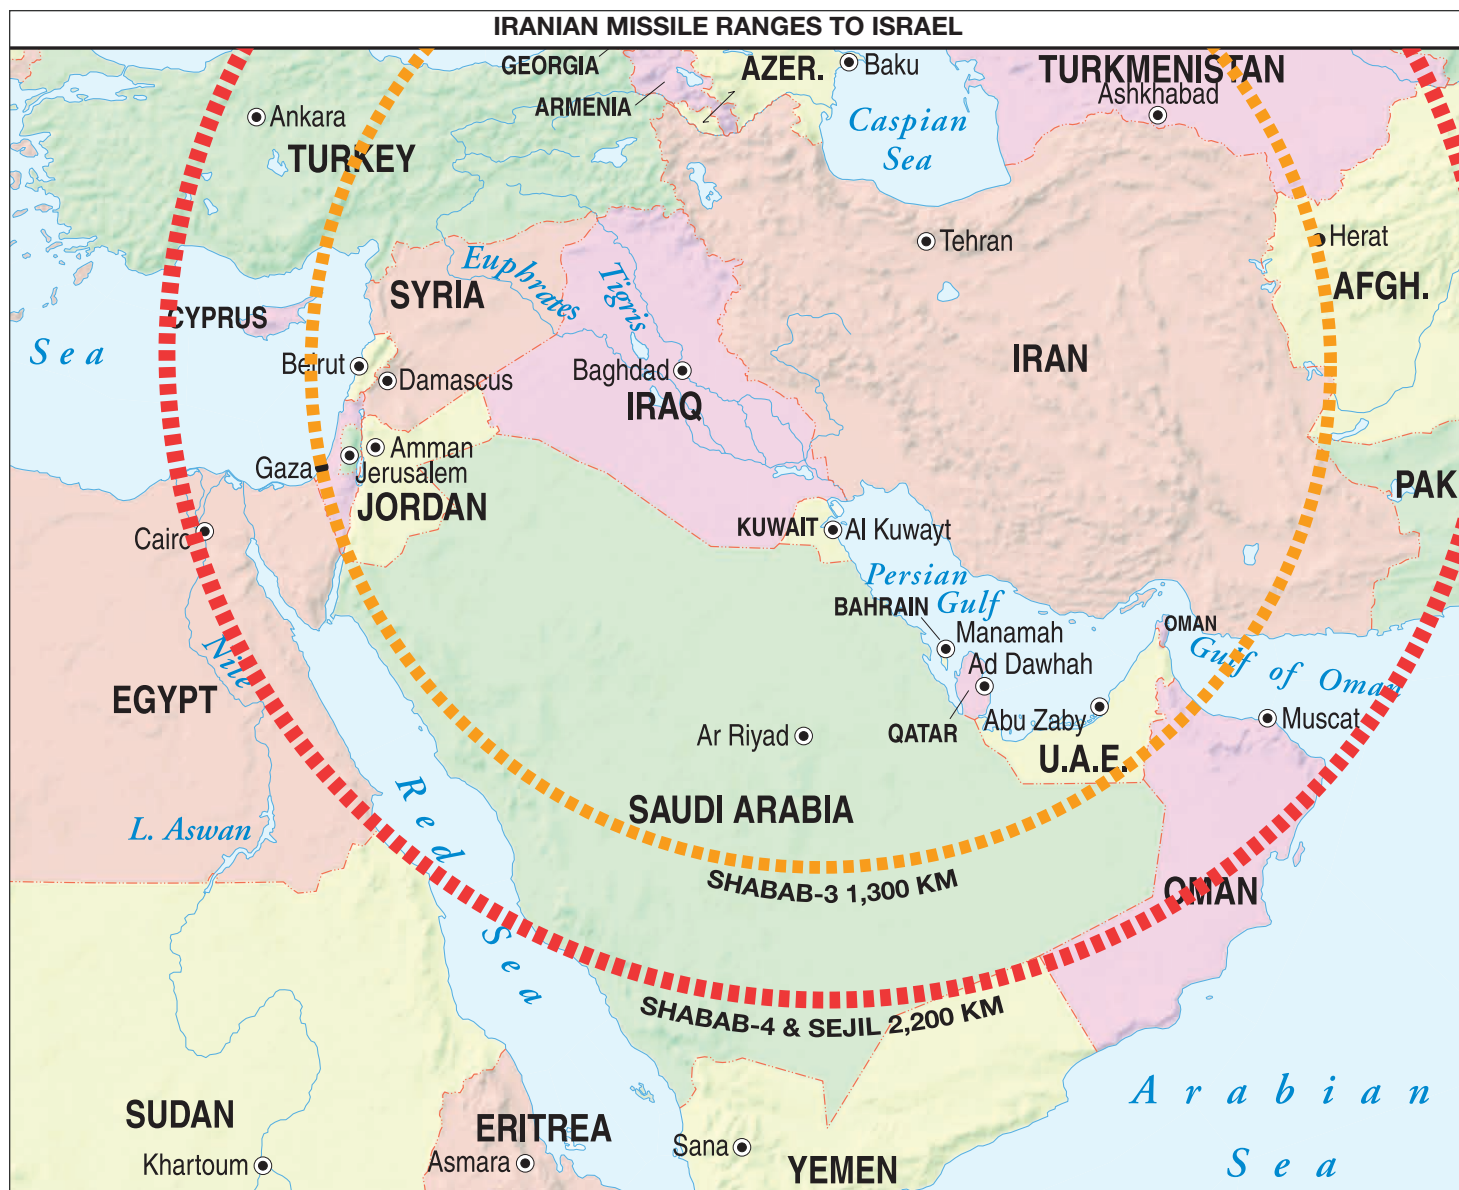 IRANIAN MISSILE RANGES TO ISRAEL
GEORGIA
AZER.
Baku
TURKMENISTAN
Ashkhabad
ARMENIA
Ankara
Caspian
Sea
TURKEY
Tehran
Herat
Euphrates
Tigris
SYRIA
AFGH.
CYPRUS
Sea
Beirut
Damascus
Baghdad
IRAN
IRAQ
Amman
Gaza
Jerusalem
JORDAN
PAK
Cairo
KUWAIT
Al Kuwayt
Persian
Gulf
BAHRAIN
Manamah
OMAN
Gulf of Oman
Nile
Ad Dawhah
EGYPT
QATAR
Abu Zaby
Muscat
Ar Riyad
U.A.E.
Red Sea
SAUDI ARABIA
L. Aswan
SHABAB-3 1,300 KM
OMAN
SHABAB-4 & SEJIL 2,200 KM
Arabian
Sea
SUDAN
ERITREA
Khartoum
Asmara
Sana
YEMEN